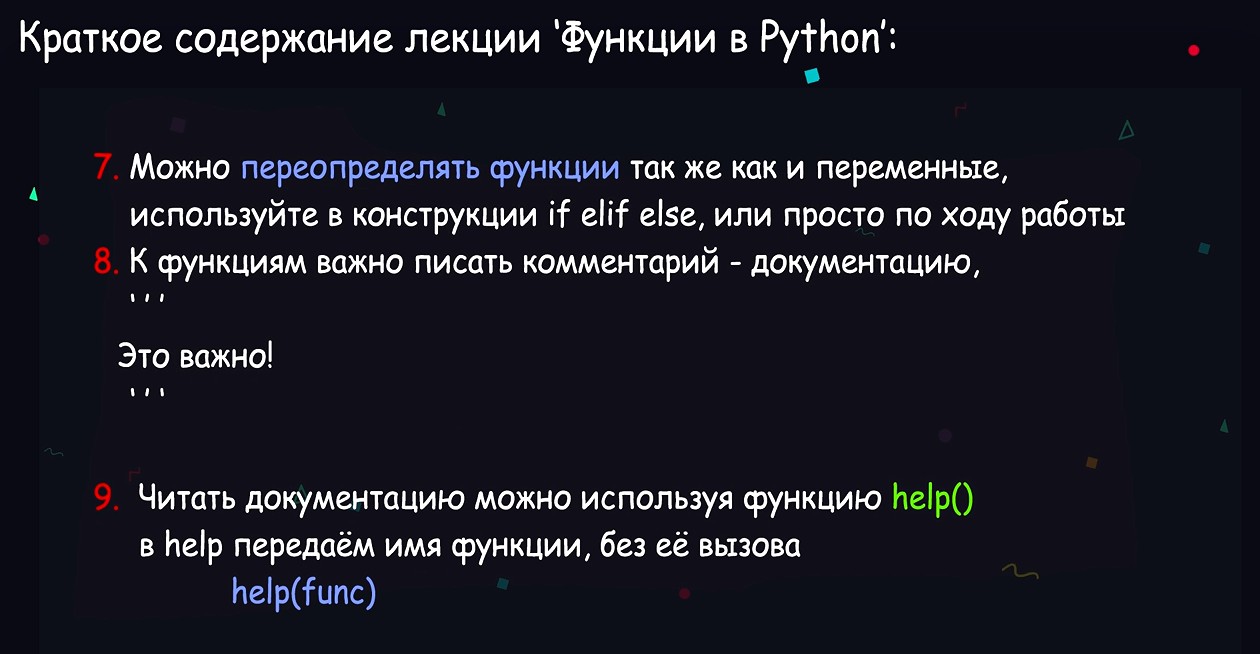 Краткое содержание лекции 'Функции в Python':
7. Можно переопределять функции так же как и переменные,
используйте в конструкции if elif else, или просто по ходу работы
8. К функциям важно писать комментарий - документацию,
'''
Это важно!
'''
9. Читать документацию можно используя функцию help()
в help передаём имя функции, без её вызова
help(func)